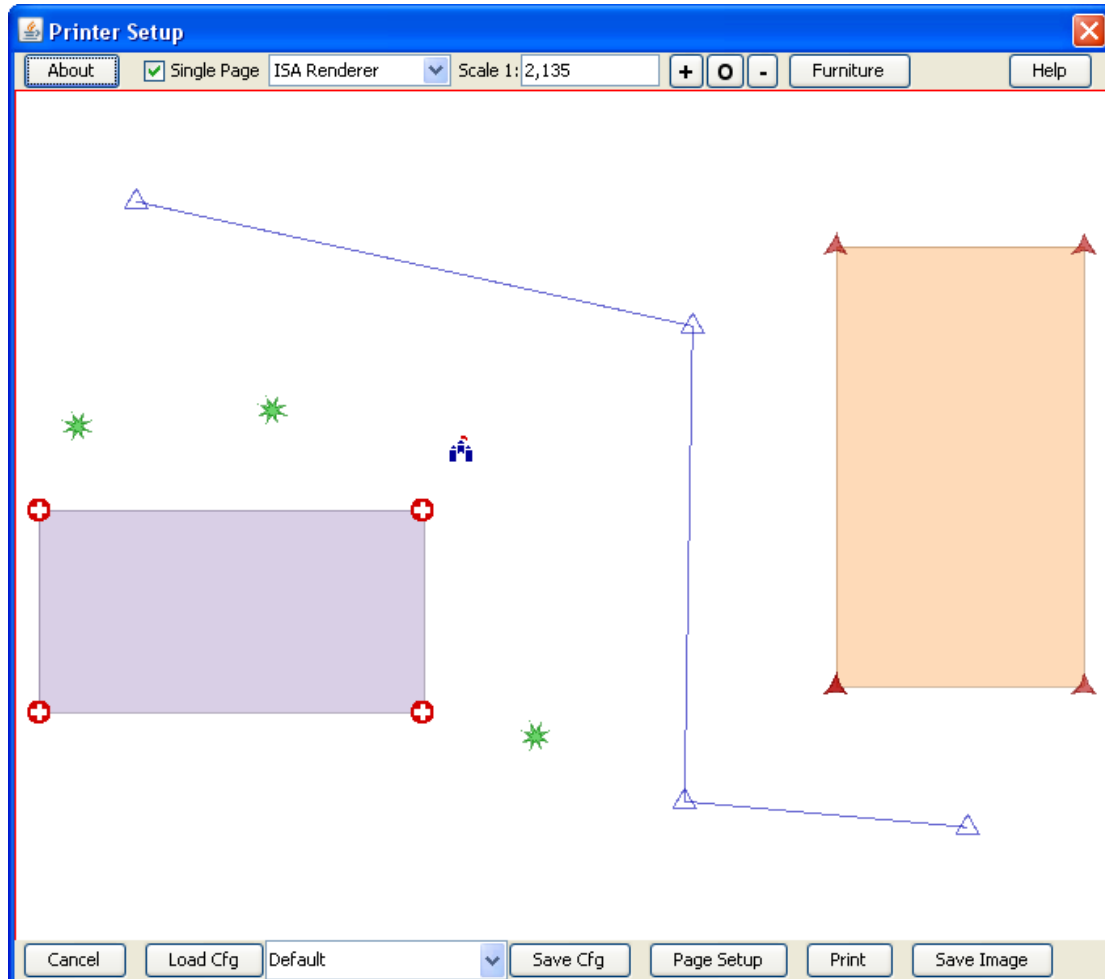 Printer Setup
About Single Page ISA Renderer Scale 1: 2,135 + O - Furniture Help
Cancel Load Cfg Default Save Cfg Page Setup Print Save Image